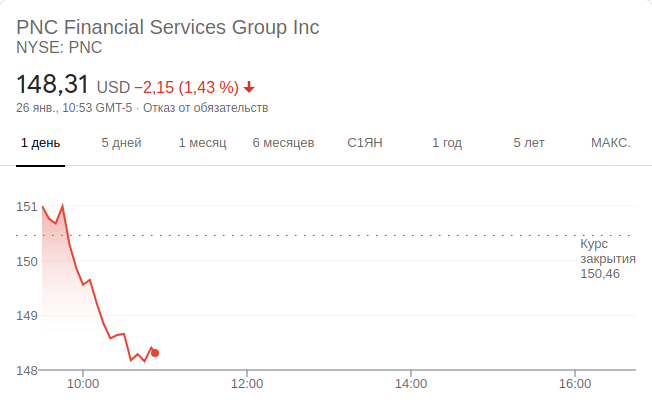 PNC Financial Services Group Inc
NYSE: PNC
148,31 USD −2,15 (1,43 %)
26 янв., 10:53 GMT-5 · Отказ от обязательств
1 день 5 дней 1 месяц 6 месяцев С1ЯН 1 год 5 лет МАКС.
151
Курс
закрытия
150,46
150
149
148
10:00 12:00 14:00 16:00